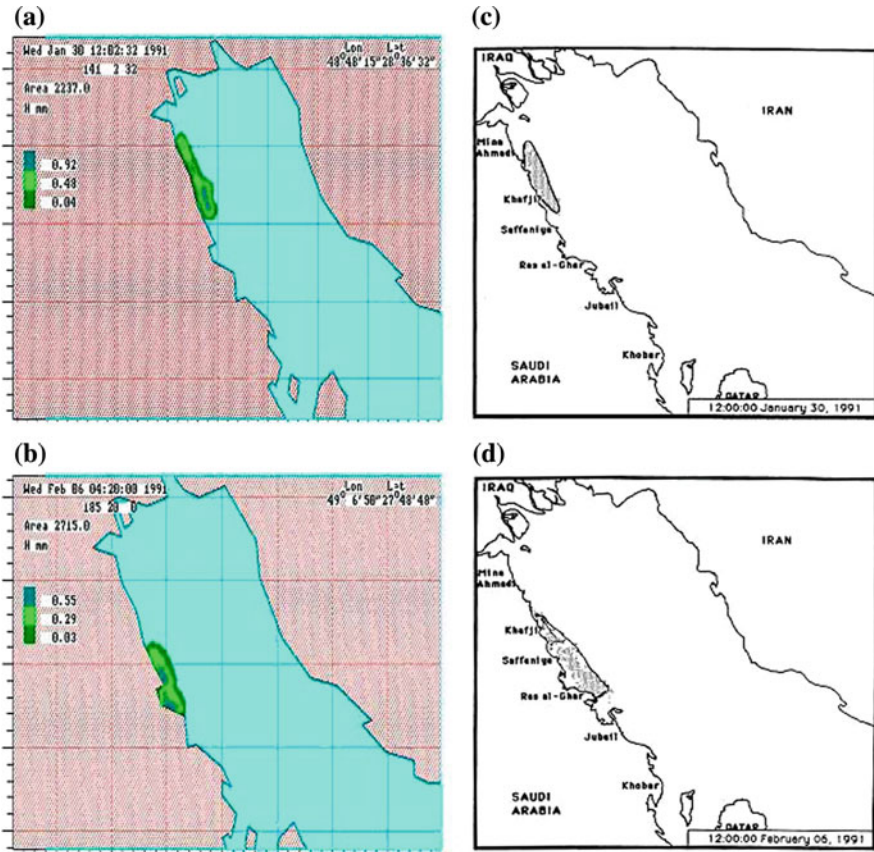 (a)
Wed Jan 30 12:02:32 1991
141 2 32
Area 2237.0
H mm
Lon Lat
48°48'15"28°36'32"
0.92
0.48
0.04
(c)
IRAQ
IRAN
Mina
Ahmedi
Khafji
Saffaniya
Ras al-Ghar
Jubail
Khobar
SAUDI
ARABIA
QATAR
12:00:00 January 30, 1991
(b)
Wed Feb 06 04:20:00 1991
185 20 0
Area 2715.0
H mm
Lon Lat
49° 6'50"27°48'48"
0.55
0.29
0.03
(d)
IRAQ
IRAN
Mina
Ahmedi
Khafji
Saffaniya
Ras al-Ghar
Jubail
Khobar
SAUDI
ARABIA
QATAR
12:00:00 February 06, 1991